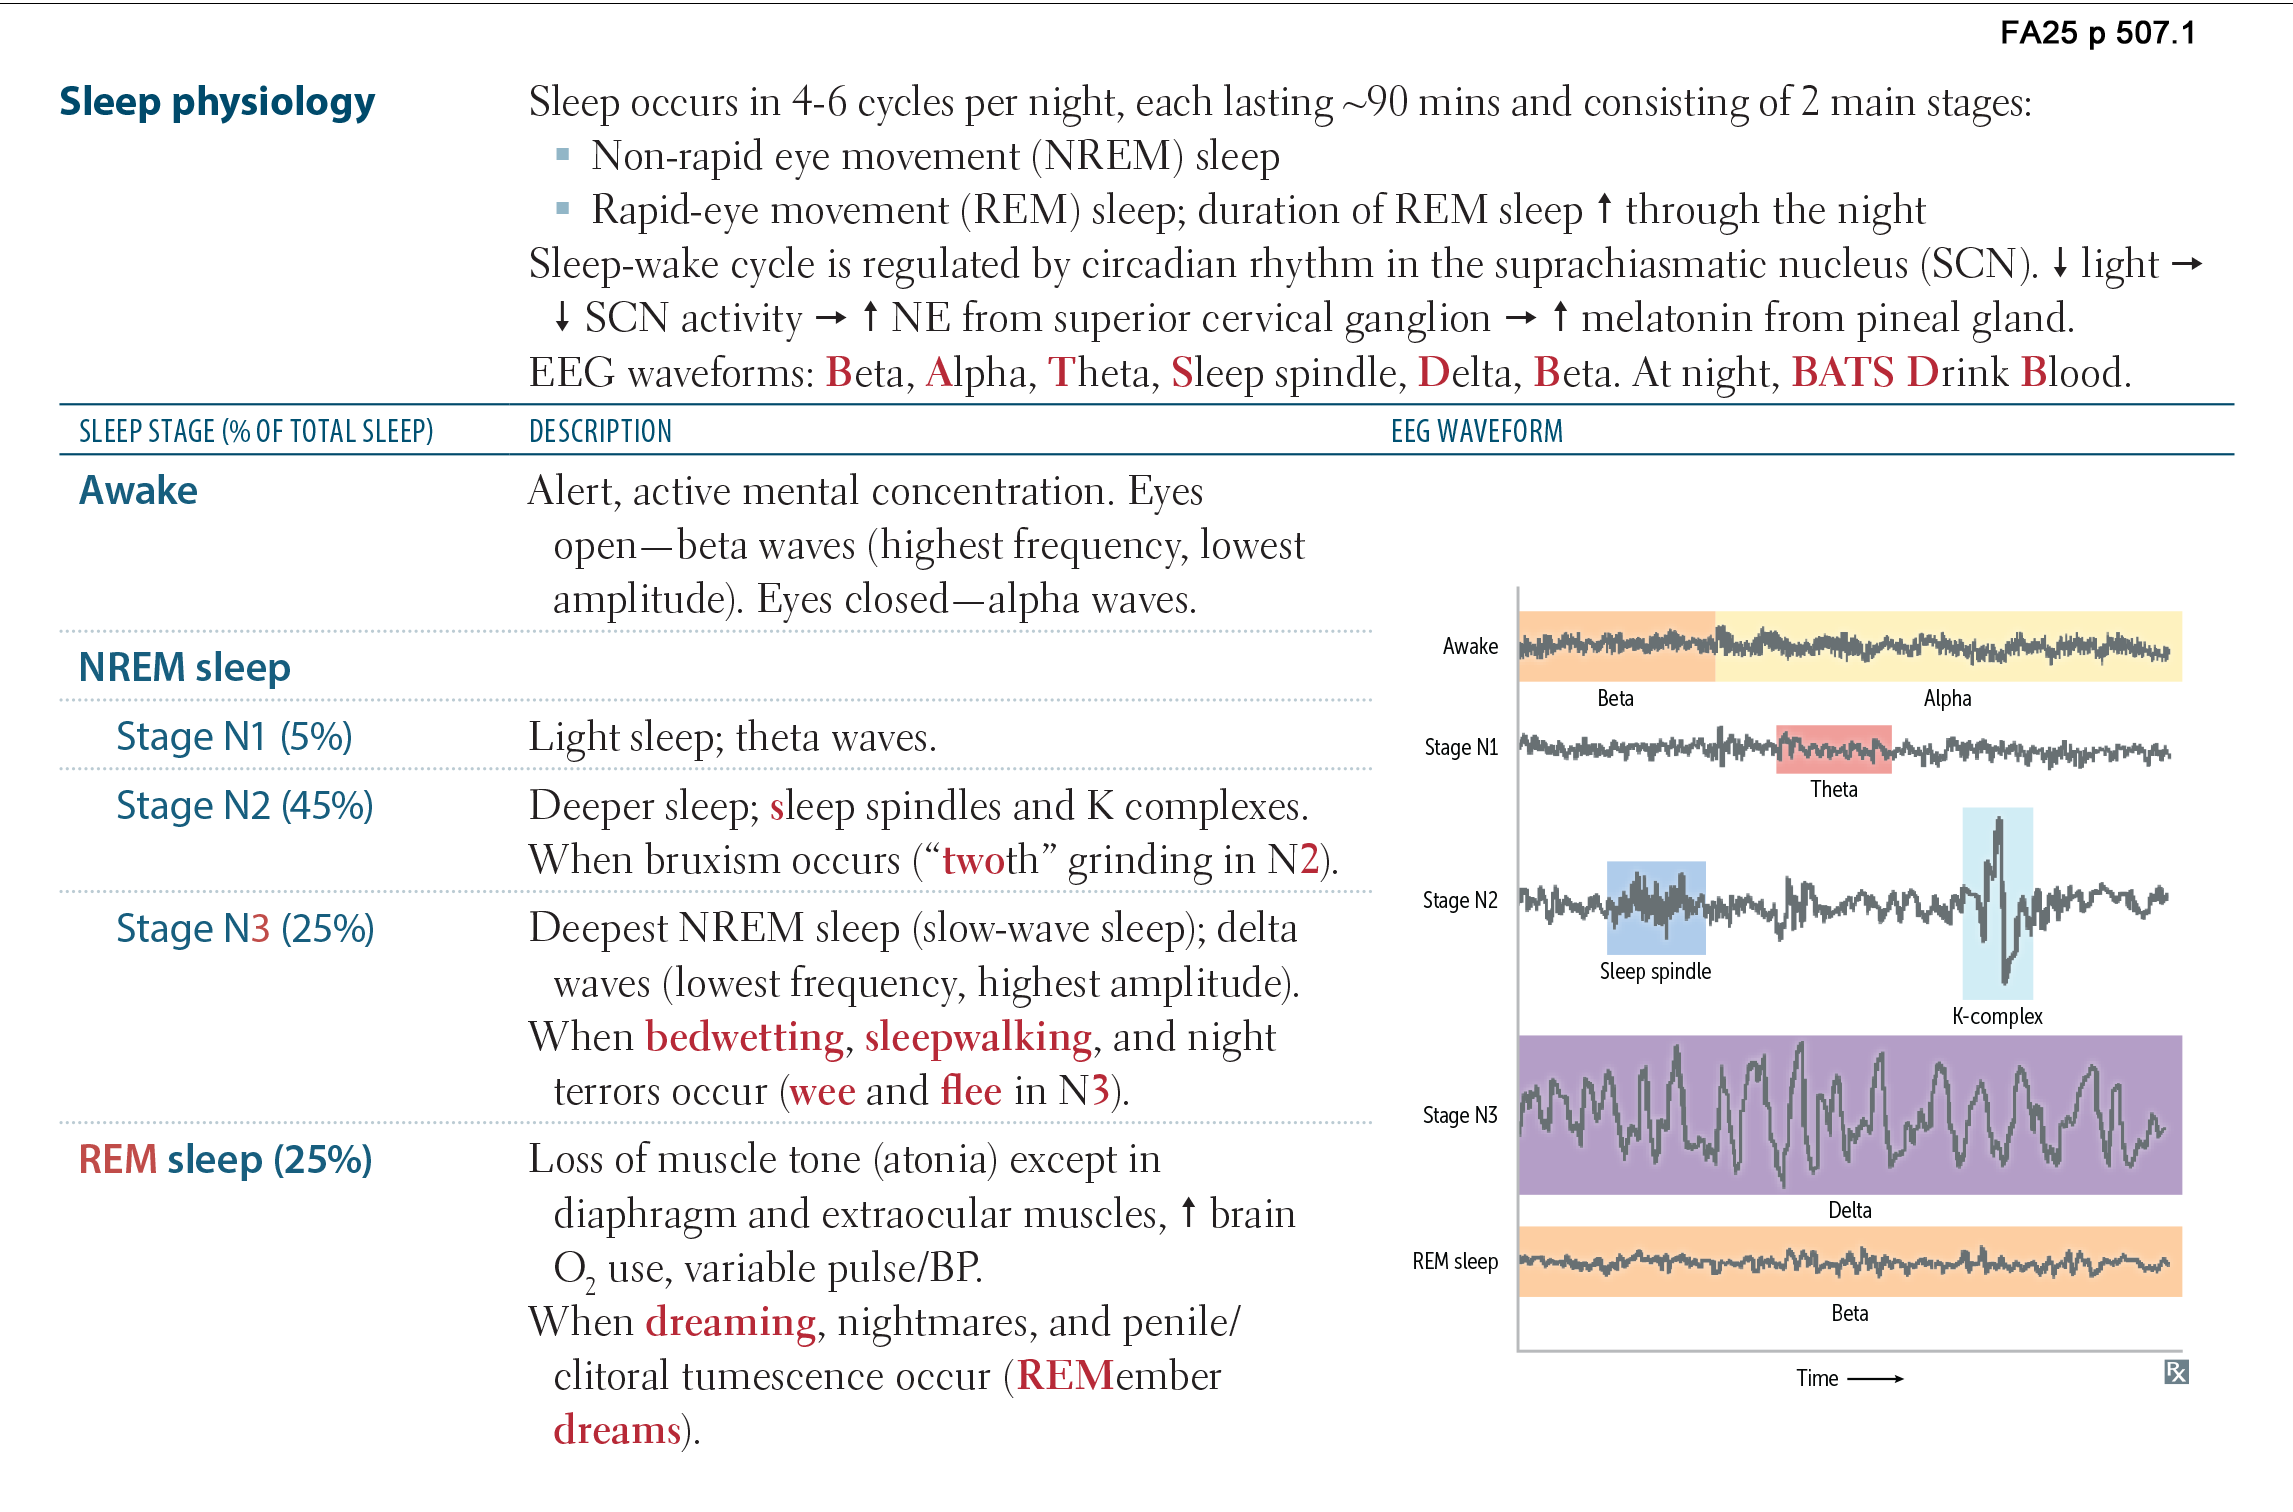 FA25 p 507.1
Sleep physiology
Sleep occurs in 4-6 cycles per night, each lasting ~90 mins and consisting of 2 main stages:
▪ Non-rapid eye movement (NREM) sleep
▪ Rapid-eye movement (REM) sleep; duration of REM sleep ↑ through the night
Sleep-wake cycle is regulated by circadian rhythm in the suprachiasmatic nucleus (SCN). ↓ light →
↓ SCN activity → ↑ NE from superior cervical ganglion → ↑ melatonin from pineal gland.
EEG waveforms: Beta, Alpha, Theta, Sleep spindle, Delta, Beta. At night, BATS Drink Blood.
SLEEP STAGE (% OF TOTAL SLEEP)
DESCRIPTION
EEG WAVEFORM
Awake
Alert, active mental concentration. Eyes
open—beta waves (highest frequency, lowest
amplitude). Eyes closed—alpha waves.
NREM sleep
Stage N1 (5%)
Light sleep; theta waves.
Stage N2 (45%)
Deeper sleep; sleep spindles and K complexes.
When bruxism occurs (“twoth” grinding in N2).
Stage N3 (25%)
Deepest NREM sleep (slow-wave sleep); delta
waves (lowest frequency, highest amplitude).
When bedwetting, sleepwalking, and night
terrors occur (wee and flee in N3).
REM sleep (25%)
Loss of muscle tone (atonia) except in
diaphragm and extraocular muscles, ↑ brain
O2 use, variable pulse/BP.
When dreaming, nightmares, and penile/
clitoral tumescence occur (REMember
dreams).
Awake
Beta
Alpha
Stage N1
Theta
Stage N2
Sleep spindle
K-complex
Stage N3
Delta
REM sleep
Beta
Time →
Rx